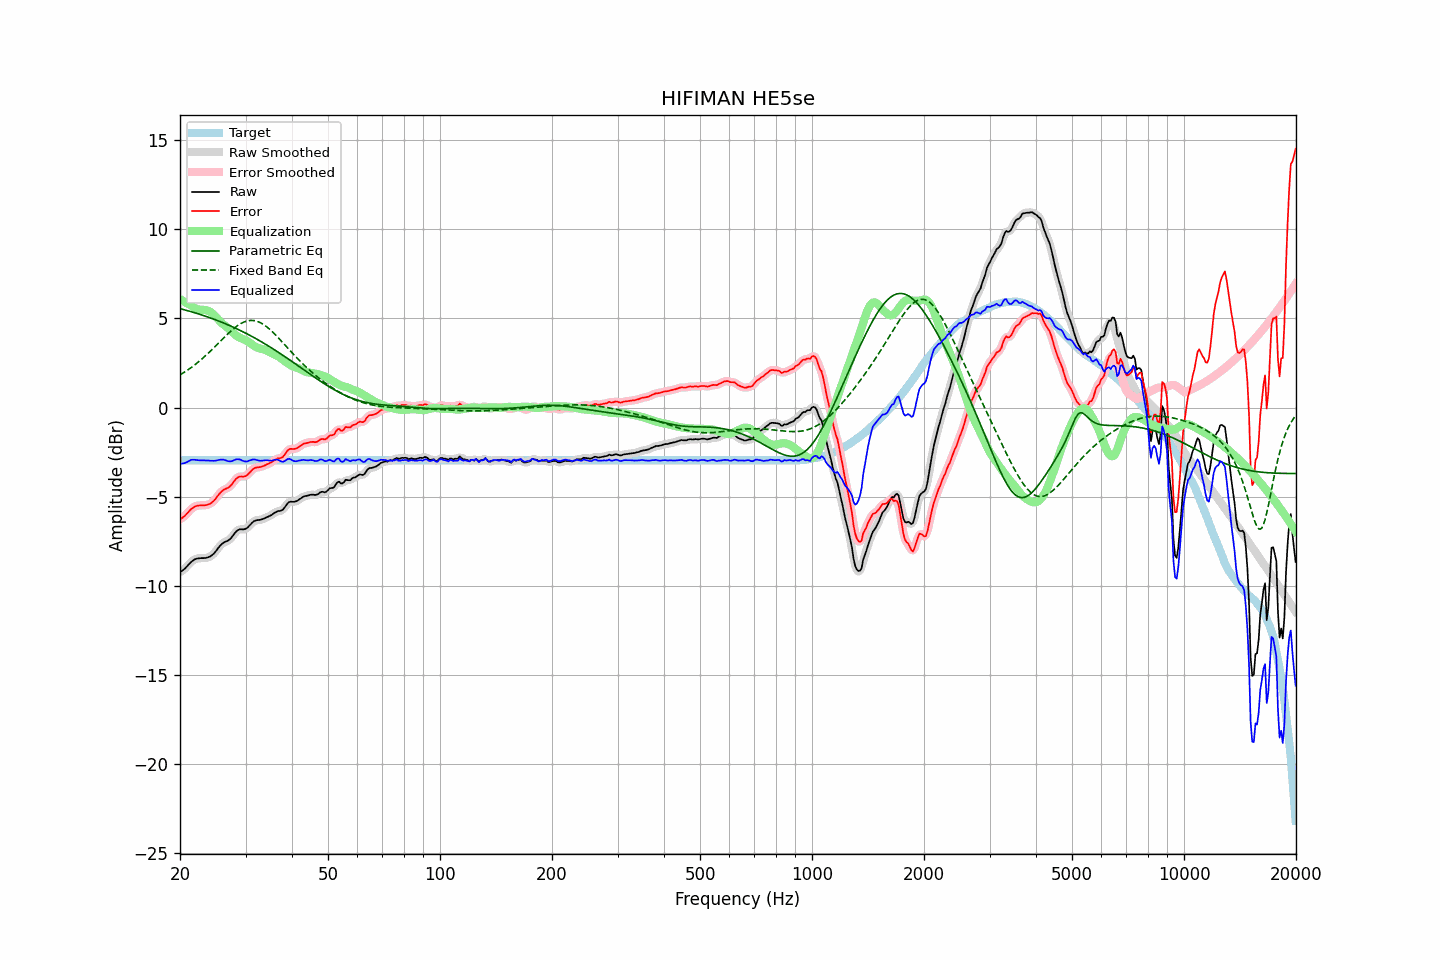 HIFIMAN HE5se
Target
Raw Smoothed
Error Smoothed
Raw
Error
Equalization
Parametric Eq
Fixed Band Eq
Equalized
15
10
5
0
−5
−10
−15
−20
−25
Amplitude (dBr)
20 50 100 200 500 1000 2000 5000 10000 20000
Frequency (Hz)